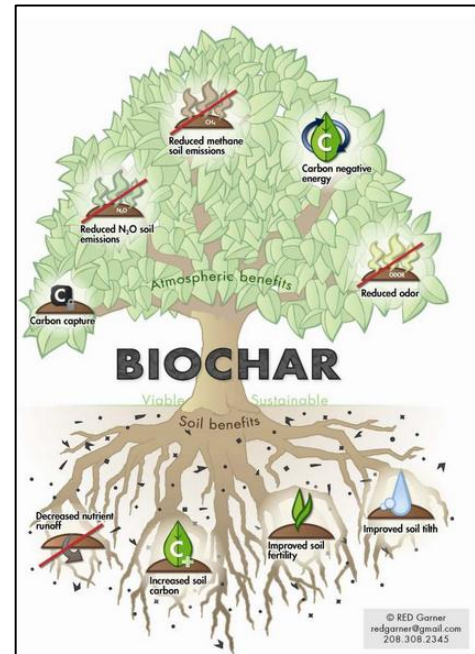 CH₄
Reduced methane
soil emissions
C
Carbon negative
energy
N₂O
Reduced N₂O soil
emissions
ODOR
Reduced odor
Atmospheric benefits
C
Carbon capture
BIOCHAR
Viable Sustainable
Soil benefits
Decreased nutrient
runoff
C+
Increased soil
carbon
Improved soil
fertility
Improved soil tilth
© RED Garner
redgarner@gmail.com
208.308.2345